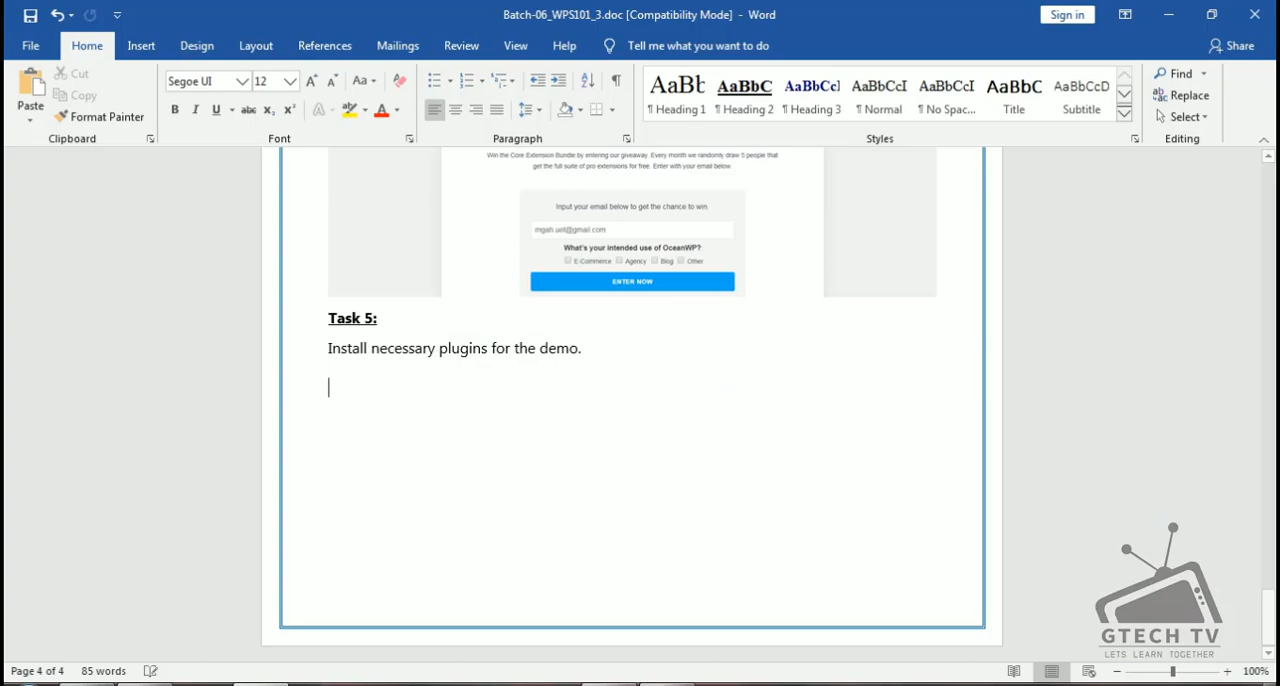 Batch-06_WPS101_3.doc [Compatibility Mode] - Word
Sign in
File Home Insert Design Layout References Mailings Review View Help Tell me what you want to do Share
Paste
Cut
Copy
Format Painter
Clipboard
Segoe UI 12 Aa
B I U abc x₂ x² A A
Font
Paragraph
AaBt AaBbC AaBbCcl AaBbCcI AaBbCcI AaBbC AaBbCcD
¶ Heading 1 ¶ Heading 2 ¶ Heading 3 ¶ Normal ¶ No Spac... Title Subtitle
Styles
Find
Replace
Select
Editing
Win the Core Extension Bundle by entering our giveaway. Every month we randomly draw 5 people that
get the full suite of pro extensions for free. Enter with your email below.
Input your email below to get the chance to win.
mgah.uet@gmail.com
What's your intended use of OceanWP?
E-Commerce Agency Blog Other
ENTER NOW
Task 5:
Install necessary plugins for the demo.
GTECH TV
LETS LEARN TOGETHER
Page 4 of 4 85 words 100%